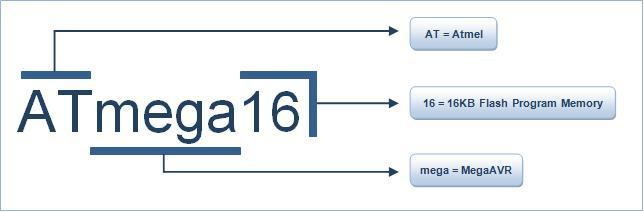 AT = Atmel
ATmega16
16 = 16KB Flash Program Memory
mega = MegaAVR